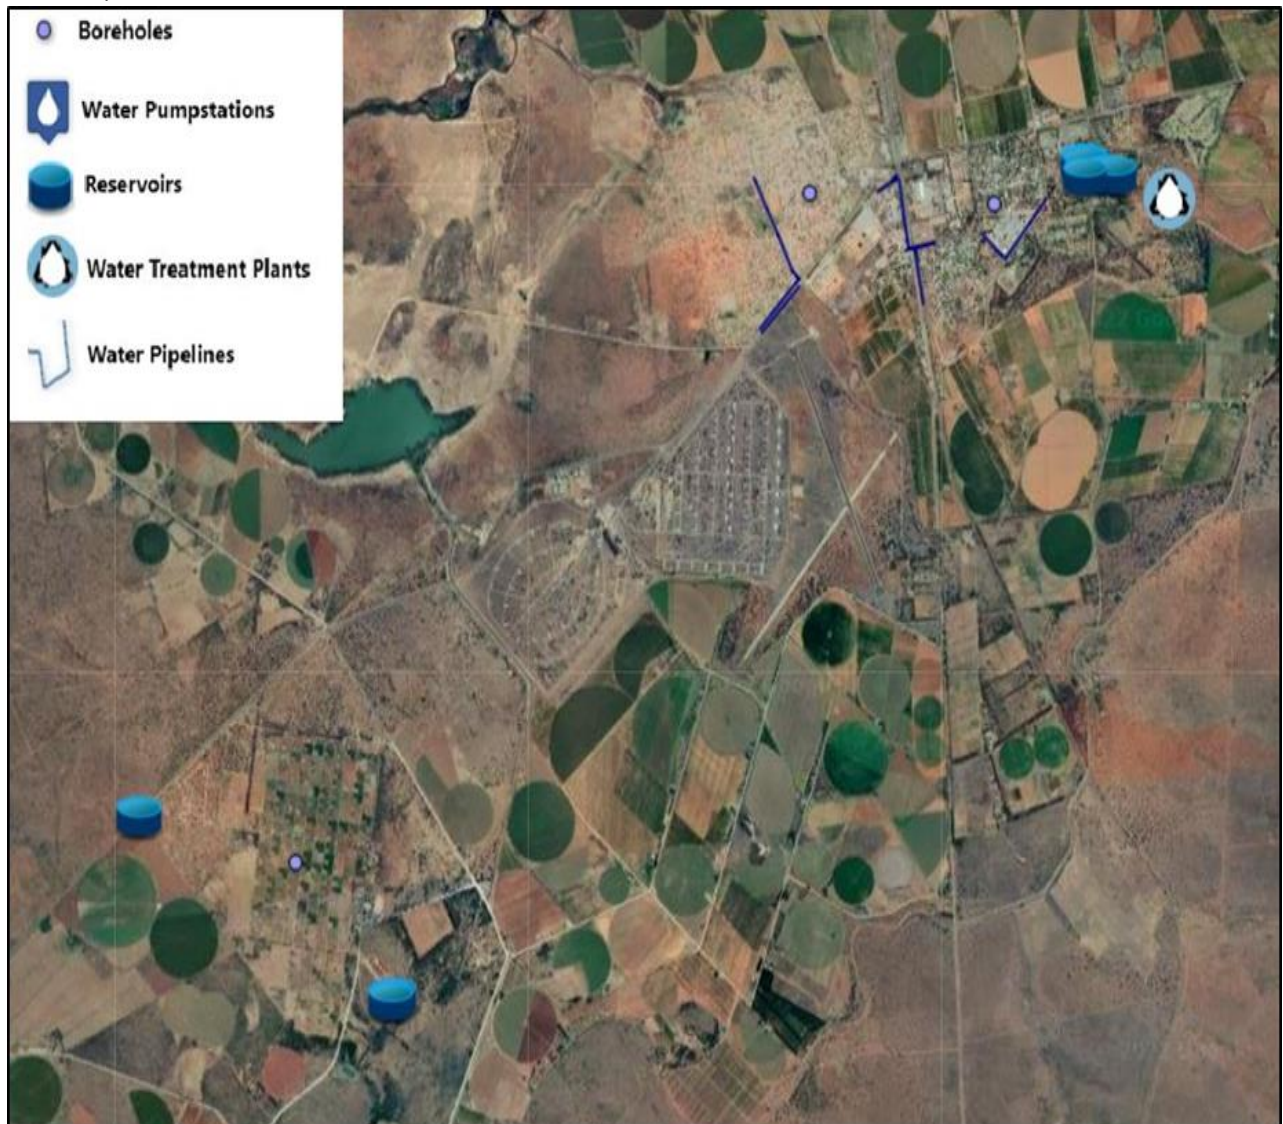 Boreholes
Water Pumpstations
Reservoirs
Water Treatment Plants
Water Pipelines